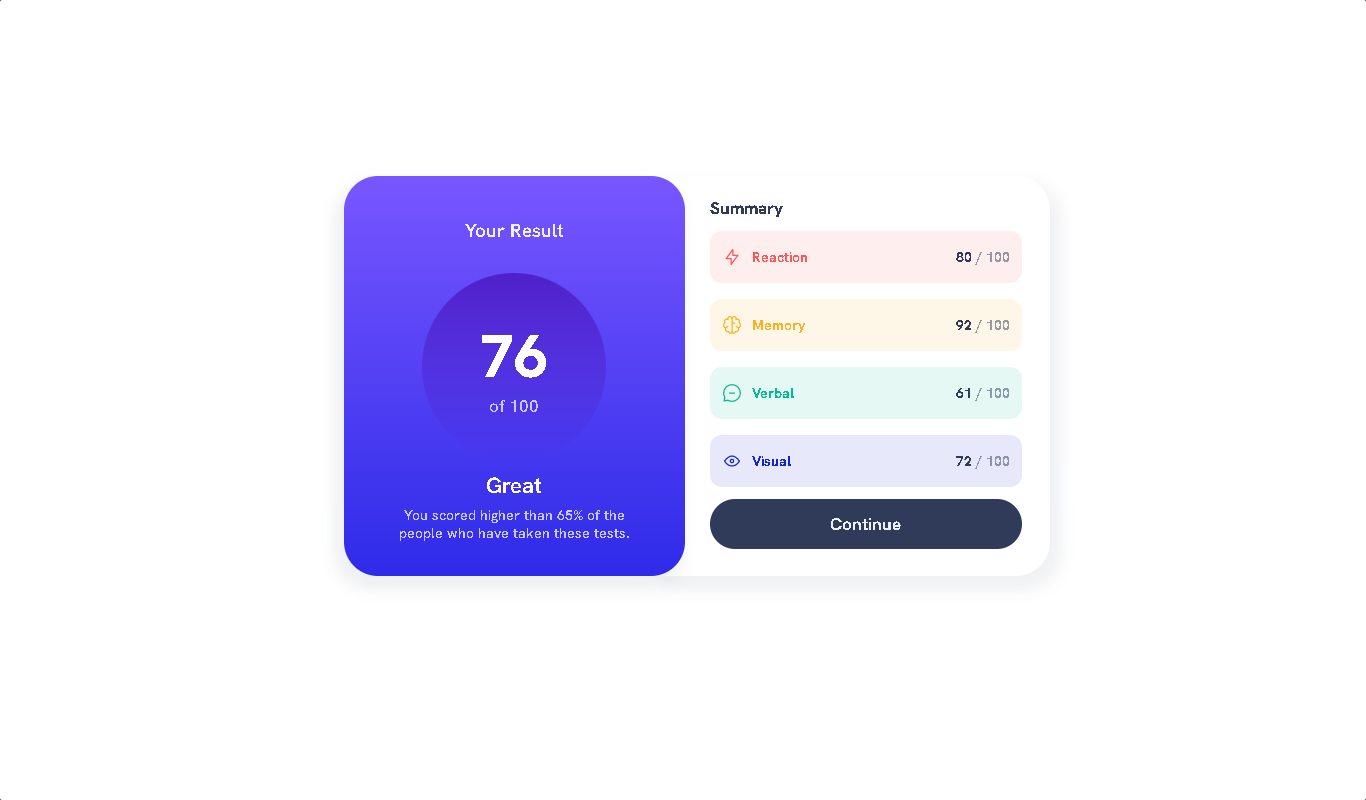 Your Result
76
of 100
Great
You scored higher than 65% of the
people who have taken these tests.
Summary
Reaction 80 / 100
Memory 92 / 100
Verbal 61 / 100
Visual 72 / 100
Continue